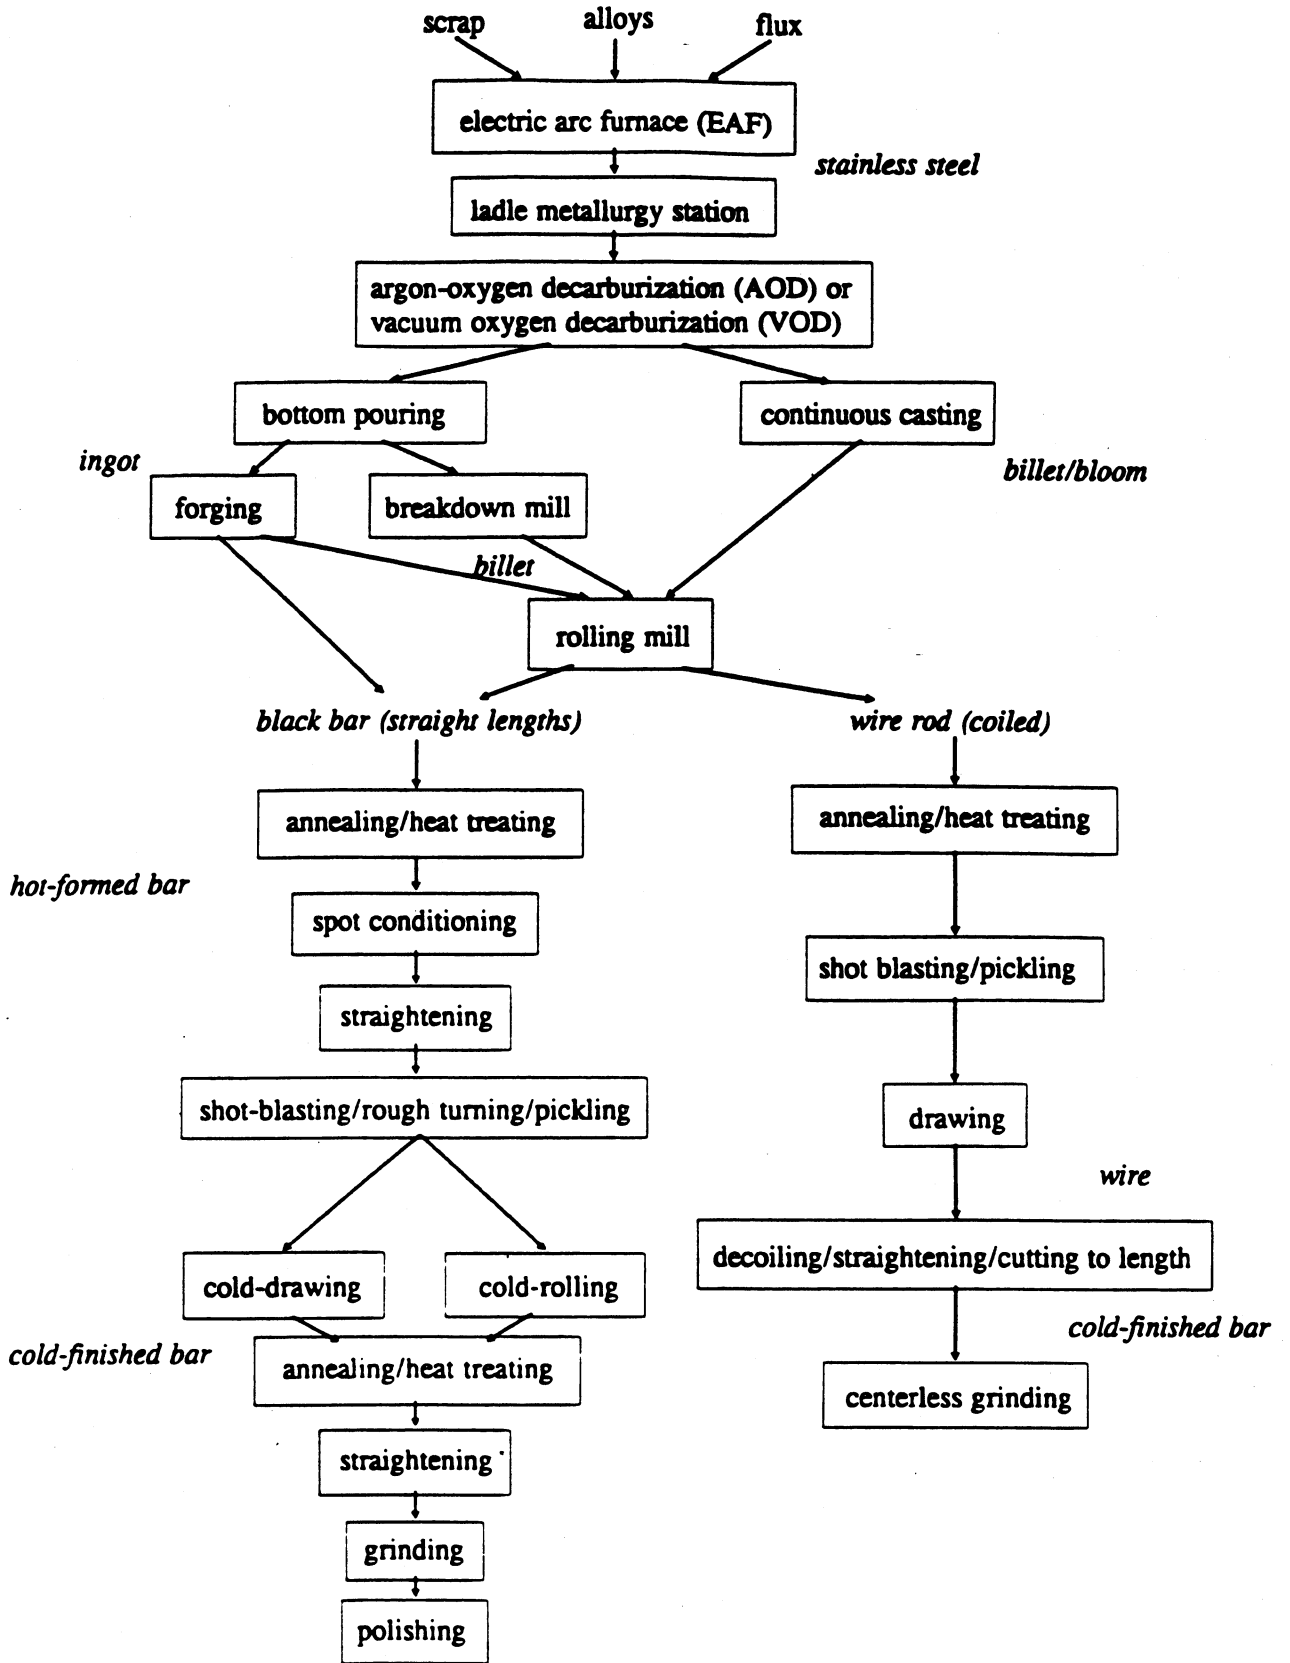 scrap
alloys
flux
electric arc furnace (EAF)
stainless steel
ladle metallurgy station
argon-oxygen decarburization (AOD) or
vacuum oxygen decarburization (VOD)
bottom pouring
continuous casting
ingot
billet/bloom
forging
breakdown mill
billet
rolling mill
black bar (straight lengths)
wire rod (coiled)
annealing/heat treating
annealing/heat treating
hot-formed bar
spot conditioning
shot blasting/pickling
straightening
shot-blasting/rough turning/pickling
drawing
wire
decoiling/straightening/cutting to length
cold-drawing
cold-rolling
cold-finished bar
cold-finished bar
annealing/heat treating
centerless grinding
straightening
grinding
polishing